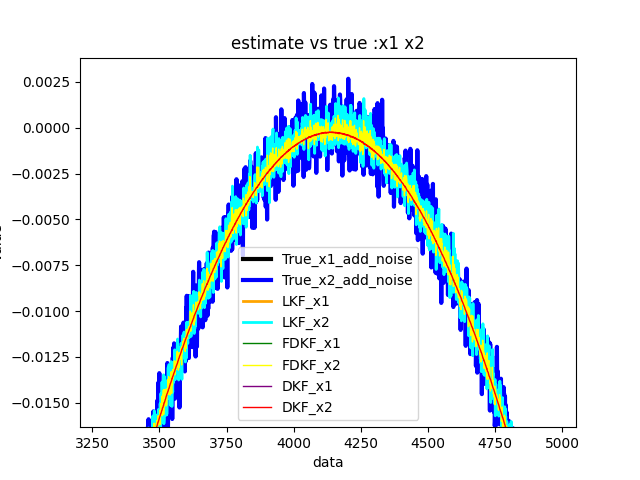 estimate vs true :x1 x2
0.0025
0.0000
−0.0025
−0.0050
−0.0075
−0.0100
−0.0125
−0.0150
True_x1_add_noise
True_x2_add_noise
LKF_x1
LKF_x2
FDKF_x1
FDKF_x2
DKF_x1
DKF_x2
3250 3500 3750 4000 4250 4500 4750 5000
data